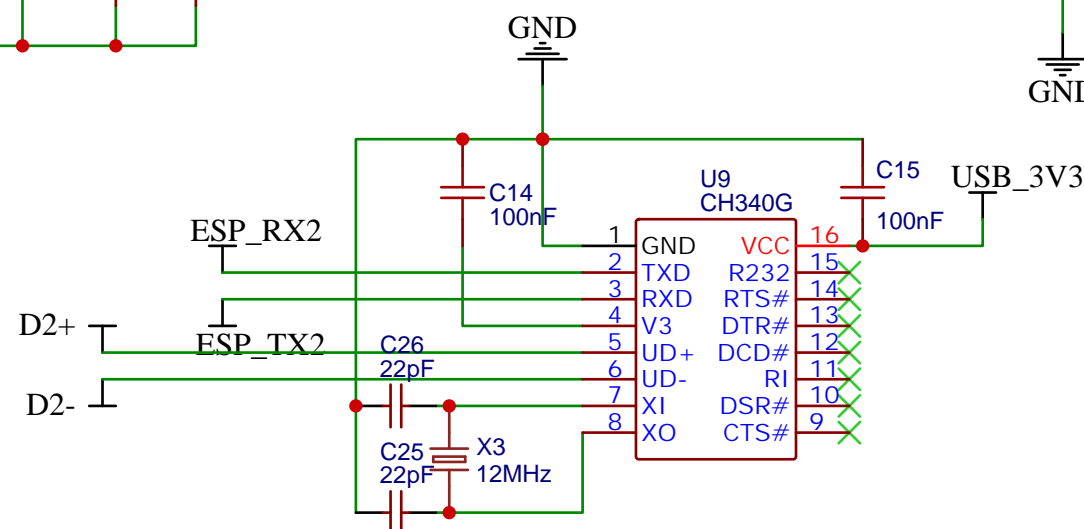 GND
GND
C14
100nF
U9
CH340G
C15
100nF
USB_3V3
ESP_RX2
ESP_TX2
D2+
D2-
1 GND
2 TXD
3 RXD
4 V3
5 UD+
6 UD-
7 XI
8 XO
VCC 16
R232 15
RTS# 14
DTR# 13
DCD# 12
RI 11
DSR# 10
CTS# 9
C26
22pF
C25
22pF
X3
12MHz